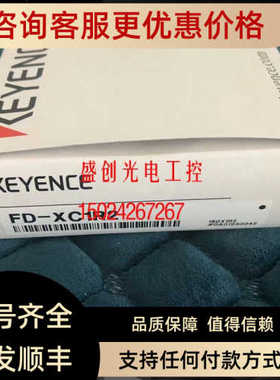 咨询客服更优惠价格
KEYENCE
盛创光电工控
KEYENCE
15024267267
FD-XC1R2
号齐全
品质保障 值得信赖
发顺丰
支持任何付款方式